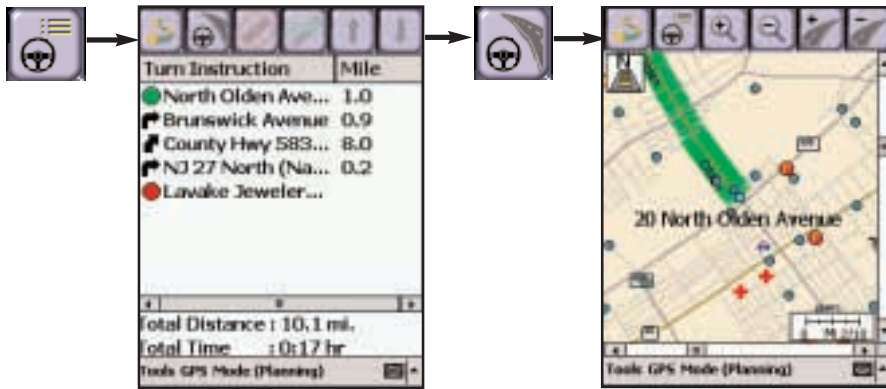 Turn Instruction Mile
North Olden Ave... 1.0
Brunswick Avenue 0.9
County Hwy 583... 8.0
NJ 27 North (Na... 0.2
Lavake Jeweler...
Total Distance : 10.1 mi.
Total Time : 0:17 hr
Tools GPS Mode (Planning)
20 North Olden Avenue
Tools GPS Mode (Planning)